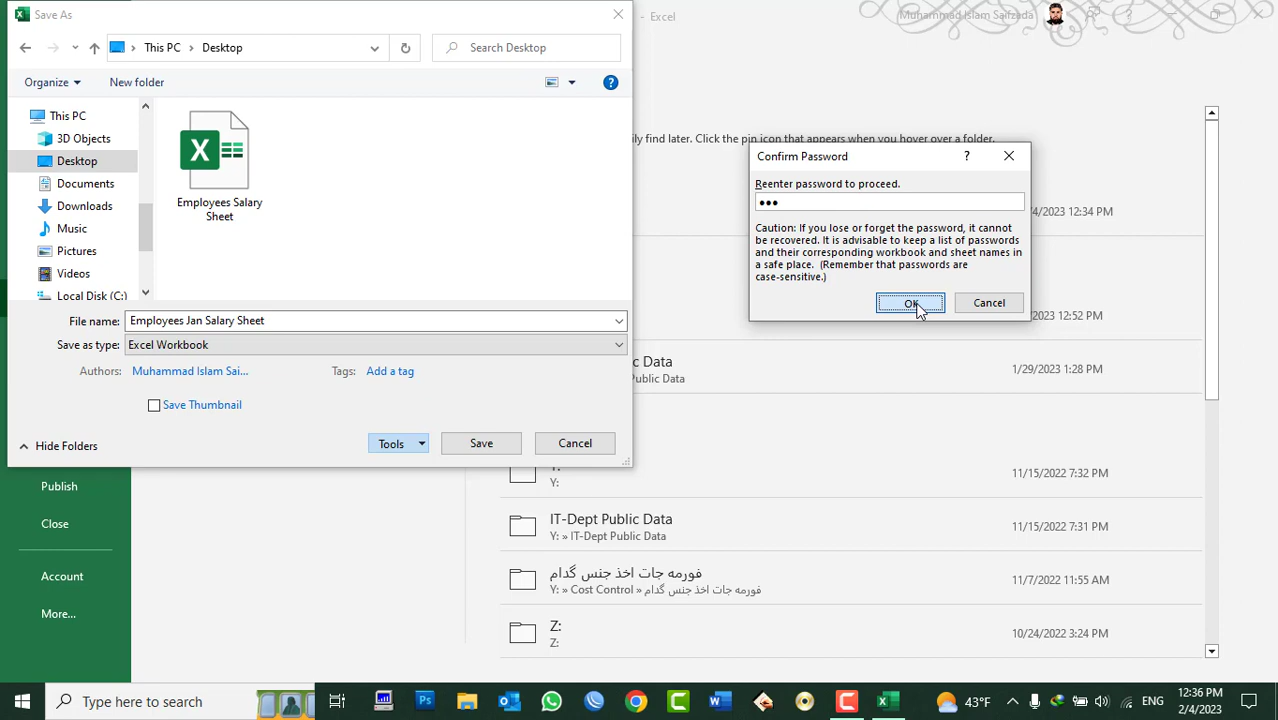 Save As
- Excel
Muhammad Islam Saifzada
?
This PC
Desktop
Search Desktop
Organize
New folder
?
This PC
3D Objects
Desktop
Documents
Downloads
Music
Pictures
Videos
Local Disk (C:)
Employees Salary
Sheet
File name:
Employees Jan Salary Sheet
Save as type:
Excel Workbook
Authors:
Muhammad Islam Sai...
Tags:
Add a tag
Save Thumbnail
Hide Folders
Tools
Save
Cancel
ily find later. Click the pin icon that appears when you hover over a folder.
Confirm Password
?
Reenter password to proceed.
Caution: If you lose or forget the password, it cannot
be recovered. It is advisable to keep a list of passwords
and their corresponding workbook and sheet names in
a safe place. (Remember that passwords are
case-sensitive.)
OK
Cancel
/4/2023 12:34 PM
/2023 12:52 PM
Data
ublic Data
1/29/2023 1:28 PM
Y:
11/15/2022 7:32 PM
IT-Dept Public Data
Y: » IT-Dept Public Data
11/15/2022 7:31 PM
فورمه جات اخذ جنس گدام
Y: » Cost Control » فورمه جات اخذ جنس گدام
11/7/2022 11:55 AM
Z:
Z:
10/24/2022 3:24 PM
Publish
Close
Account
More...
Type here to search
43°F
ENG
12:36 PM
2/4/2023